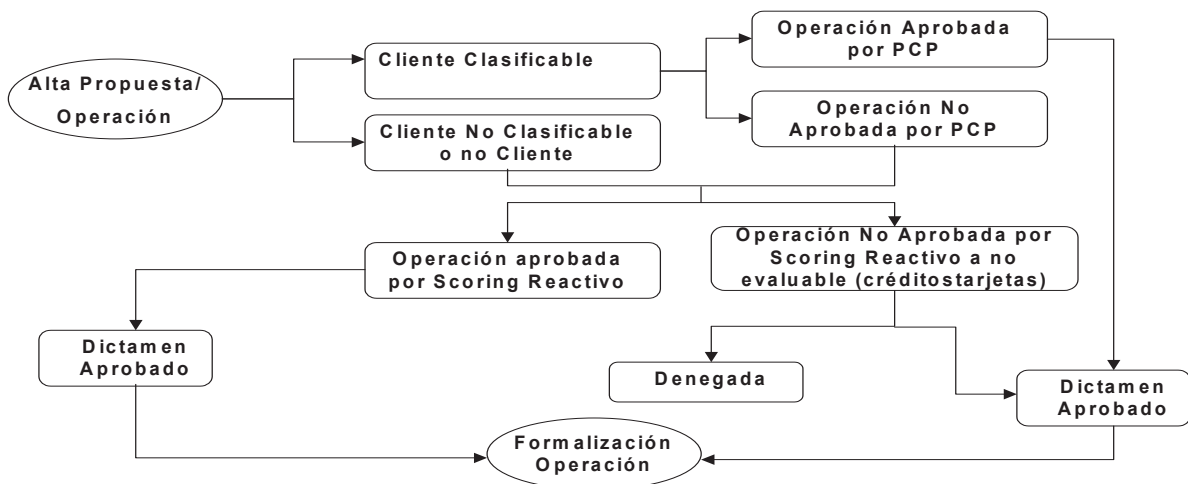 Alta Propuesta/
Operación
Cliente Clasificable
Cliente No Clasificable
o no Cliente
Operación Aprobada
por PCP
Operación No
Aprobada por PCP
Operación aprobada
por Scoring Reactivo
Operación No Aprobada por
Scoring Reactivo a no
evaluable (créditostarjetas)
Dictamen
Aprobado
Denegada
Dictamen
Aprobado
Formalización
Operación